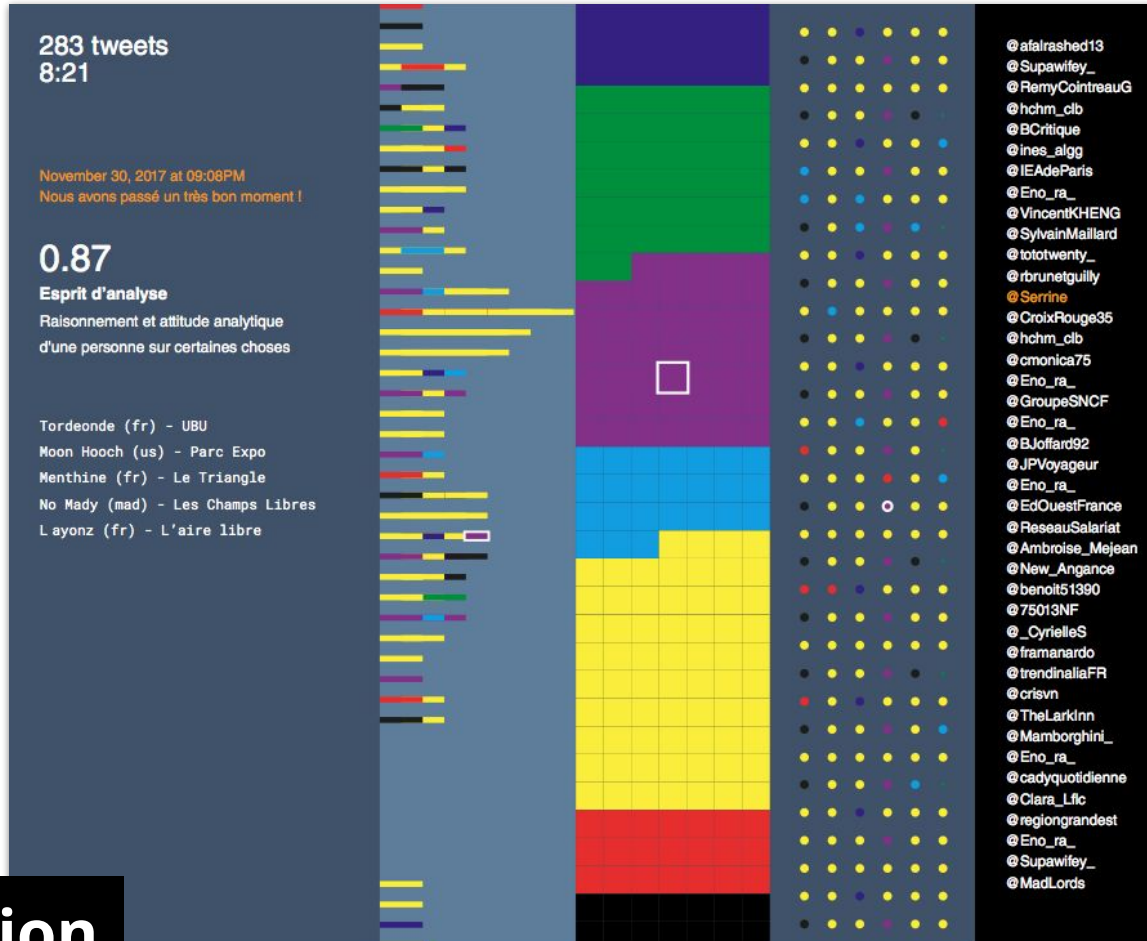 283 tweets
8:21
November 30, 2017 at 09:08PM
Nous avons passé un très bon moment !
0.87
Esprit d'analyse
Raisonnement et attitude analytique
d'une personne sur certaines choses
Tordeonde (fr) - UBU
Moon Hooch (us) - Parc Expo
Menthine (fr) - Le Triangle
No Mady (mad) - Les Champs Libres
Layonz (fr) - L'aire libre
@afalrashed13
@Supawifey_
@RemyCointreauG
@hchm_clb
@BCritique
@ines_algg
@IEAdeParis
@Eno_ra_
@VincentKHENG
@SylvainMaillard
@tototwenty_
@rbrunetguilly
@Serrine
@CroixRouge35
@hchm_clb
@cmonica75
@Eno_ra_
@GroupeSNCF
@Eno_ra_
@BJoffard92
@JPVoyageur
@Eno_ra_
@EdOuestFrance
@ReseauSalariat
@Ambroise_Mejean
@New_Angance
@benoit51390
@75013NF
@_CyrielleS
@framanardo
@trendinaliaFR
@crisvn
@TheLarkInn
@Mamborghini_
@Eno_ra_
@cadyquotidienne
@Clara_Lflc
@regiongrandest
@Eno_ra_
@Supawifey_
@MadLords
ion